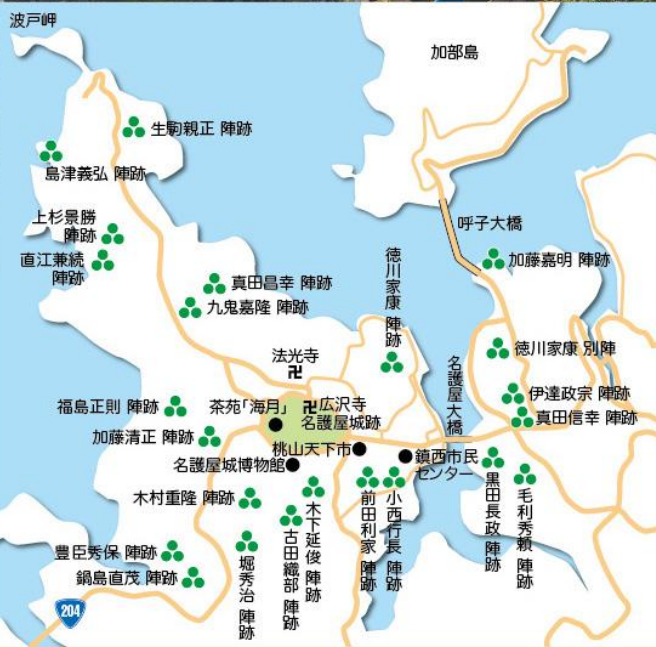 波戸岬
加部島
生駒親正 陣跡
島津義弘 陣跡
上杉景勝
陣跡
直江兼続
陣跡
呼子大橋
加藤嘉明 陣跡
真田昌幸 陣跡
九鬼嘉隆 陣跡
徳川家康 陣跡
徳川家康 別陣
法光寺
名護屋大橋
伊達政宗 陣跡
真田信幸 陣跡
福島正則 陣跡
茶苑「海月」
広沢寺
名護屋城跡
加藤清正 陣跡
桃山天下市
鎮西市民
センター
名護屋城博物館
木村重隆 陣跡
木下延俊 陣跡
古田織部 陣跡
堀秀治 陣跡
前田利家 陣跡
小西行長 陣跡
黒田長政 陣跡
毛利秀頼 陣跡
豊臣秀保 陣跡
鍋島直茂 陣跡
204